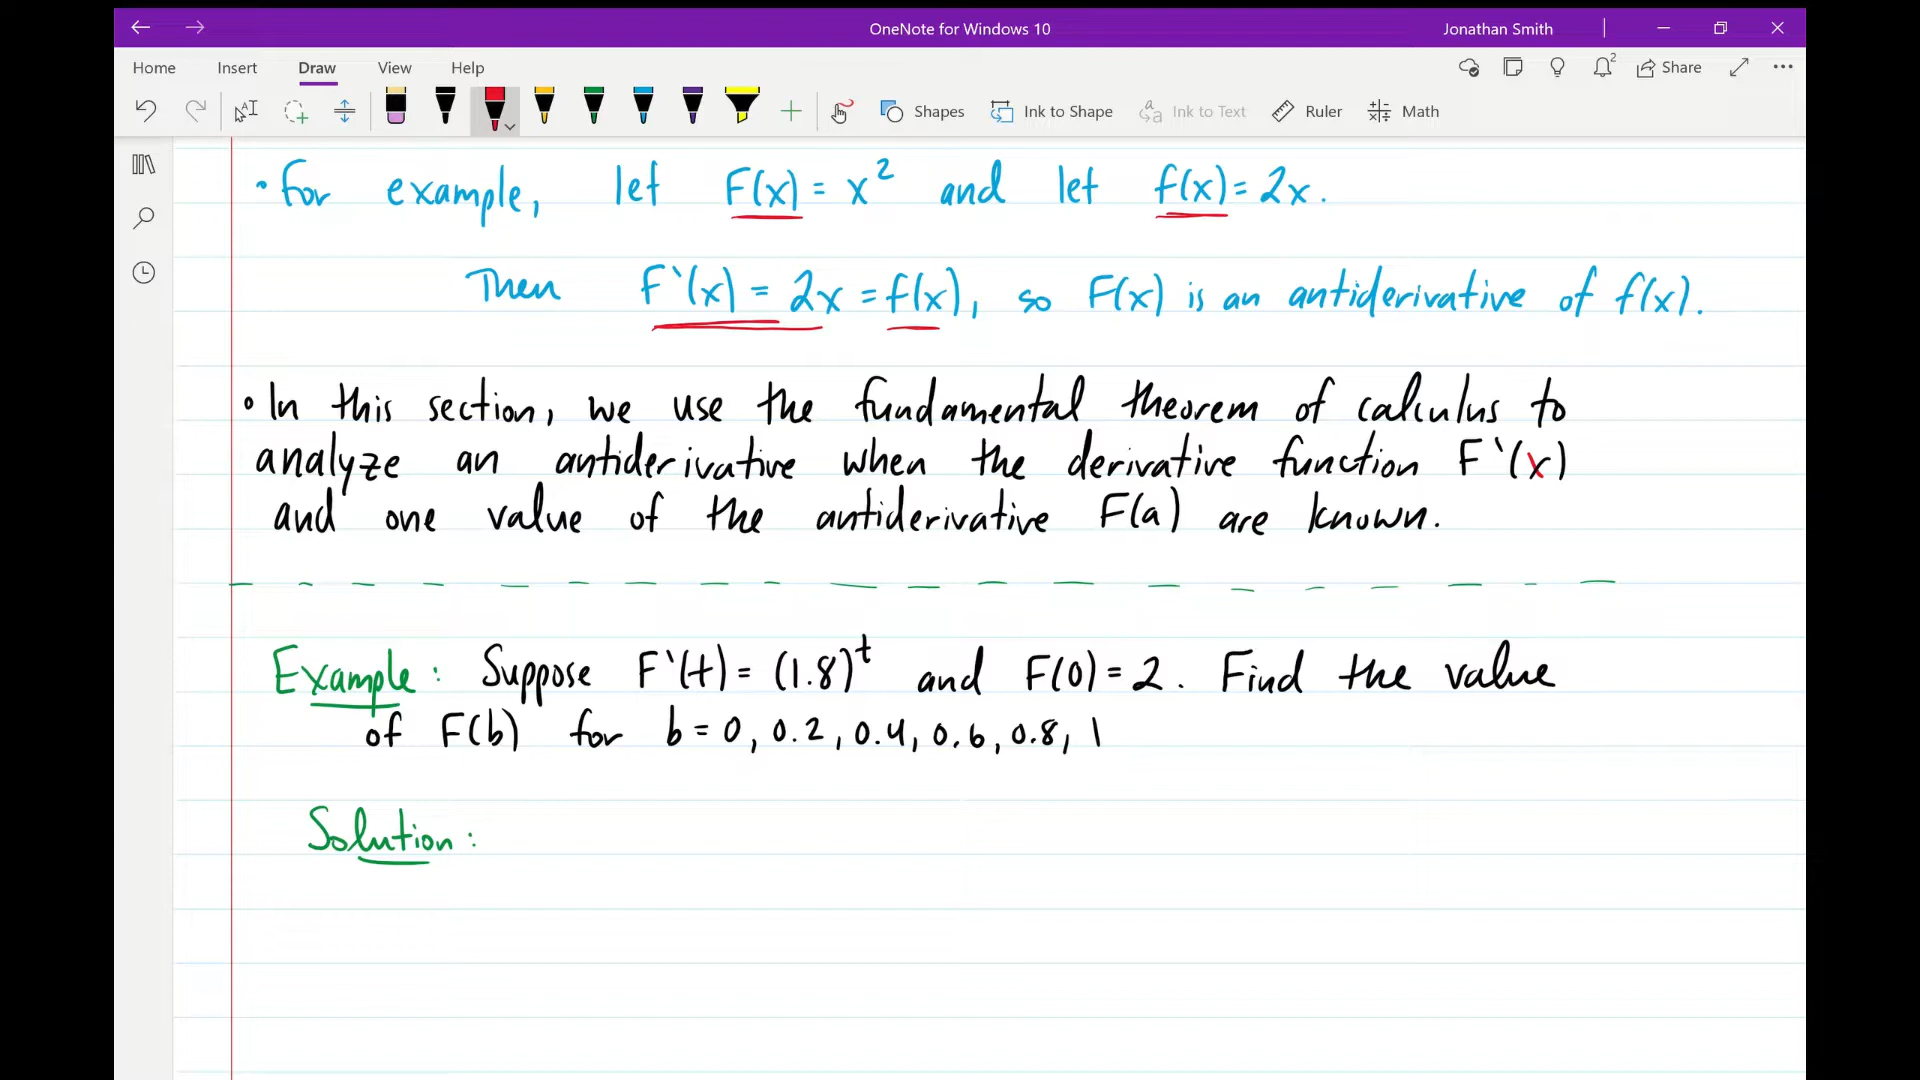 OneNote for Windows 10
Jonathan Smith
Home Insert Draw View Help
2
Share
Shapes Ink to Shape Ink to Text Ruler Math
• For example, let F(x) = x² and let f(x) = 2x.
Then F`(x) = 2x = f(x), so F(x) is an antiderivative of f(x).
• In this section, we use the fundamental theorem of calculus to
analyze an antiderivative when the derivative function F`(x)
and one value of the antiderivative F(a) are known.
Example: Suppose F`(t) = (1.8)^t and F(0) = 2. Find the value
of F(b) for b = 0, 0.2, 0.4, 0.6, 0.8, 1
Solution: